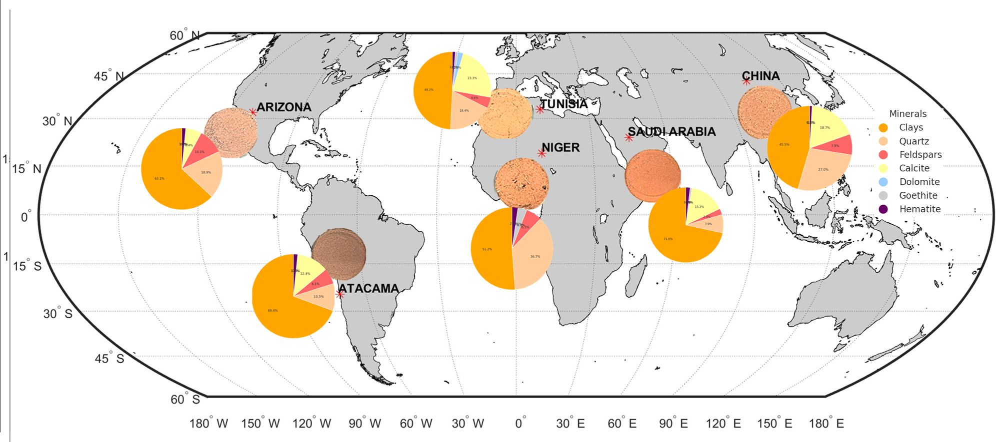 60° N
45° N
30° N
15° N
0°
15° S
30° S
45° S
60° S
180° W 150° W 120° W 90° W 60° W 30° W 0° 30° E 60° E 90° E 120° E 150° E 180° E
ARIZONA
63.1%
18.9%
10.1%
ATACAMA
69.4%
10.5%
6.1%
12.4%
TUNISIA
49.2%
18.4%
4.6%
23.3%
NIGER
51.2%
36.7%
6.3%
SAUDI ARABIA
71.6%
7.9%
15.3%
CHINA
45.5%
27.0%
7.9%
18.7%
Minerals
Clays
Quartz
Feldspars
Calcite
Dolomite
Goethite
Hematite